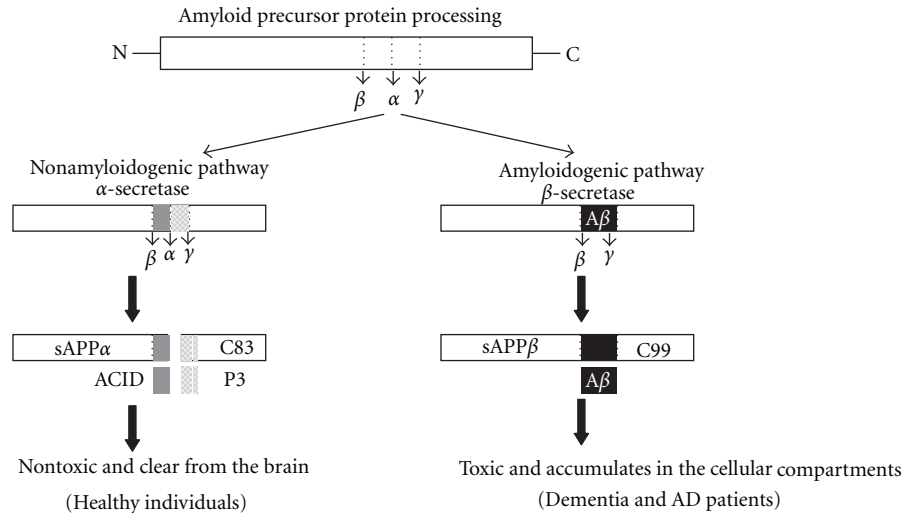 Amyloid precursor protein processing
N
C
β α γ
Nonamyloidogenic pathway
α-secretase
β α γ
sAPPα
C83
ACID
P3
Nontoxic and clear from the brain
(Healthy individuals)
Amyloidogenic pathway
β-secretase
Aβ
β γ
sAPPβ
C99
Aβ
Toxic and accumulates in the cellular compartments
(Dementia and AD patients)